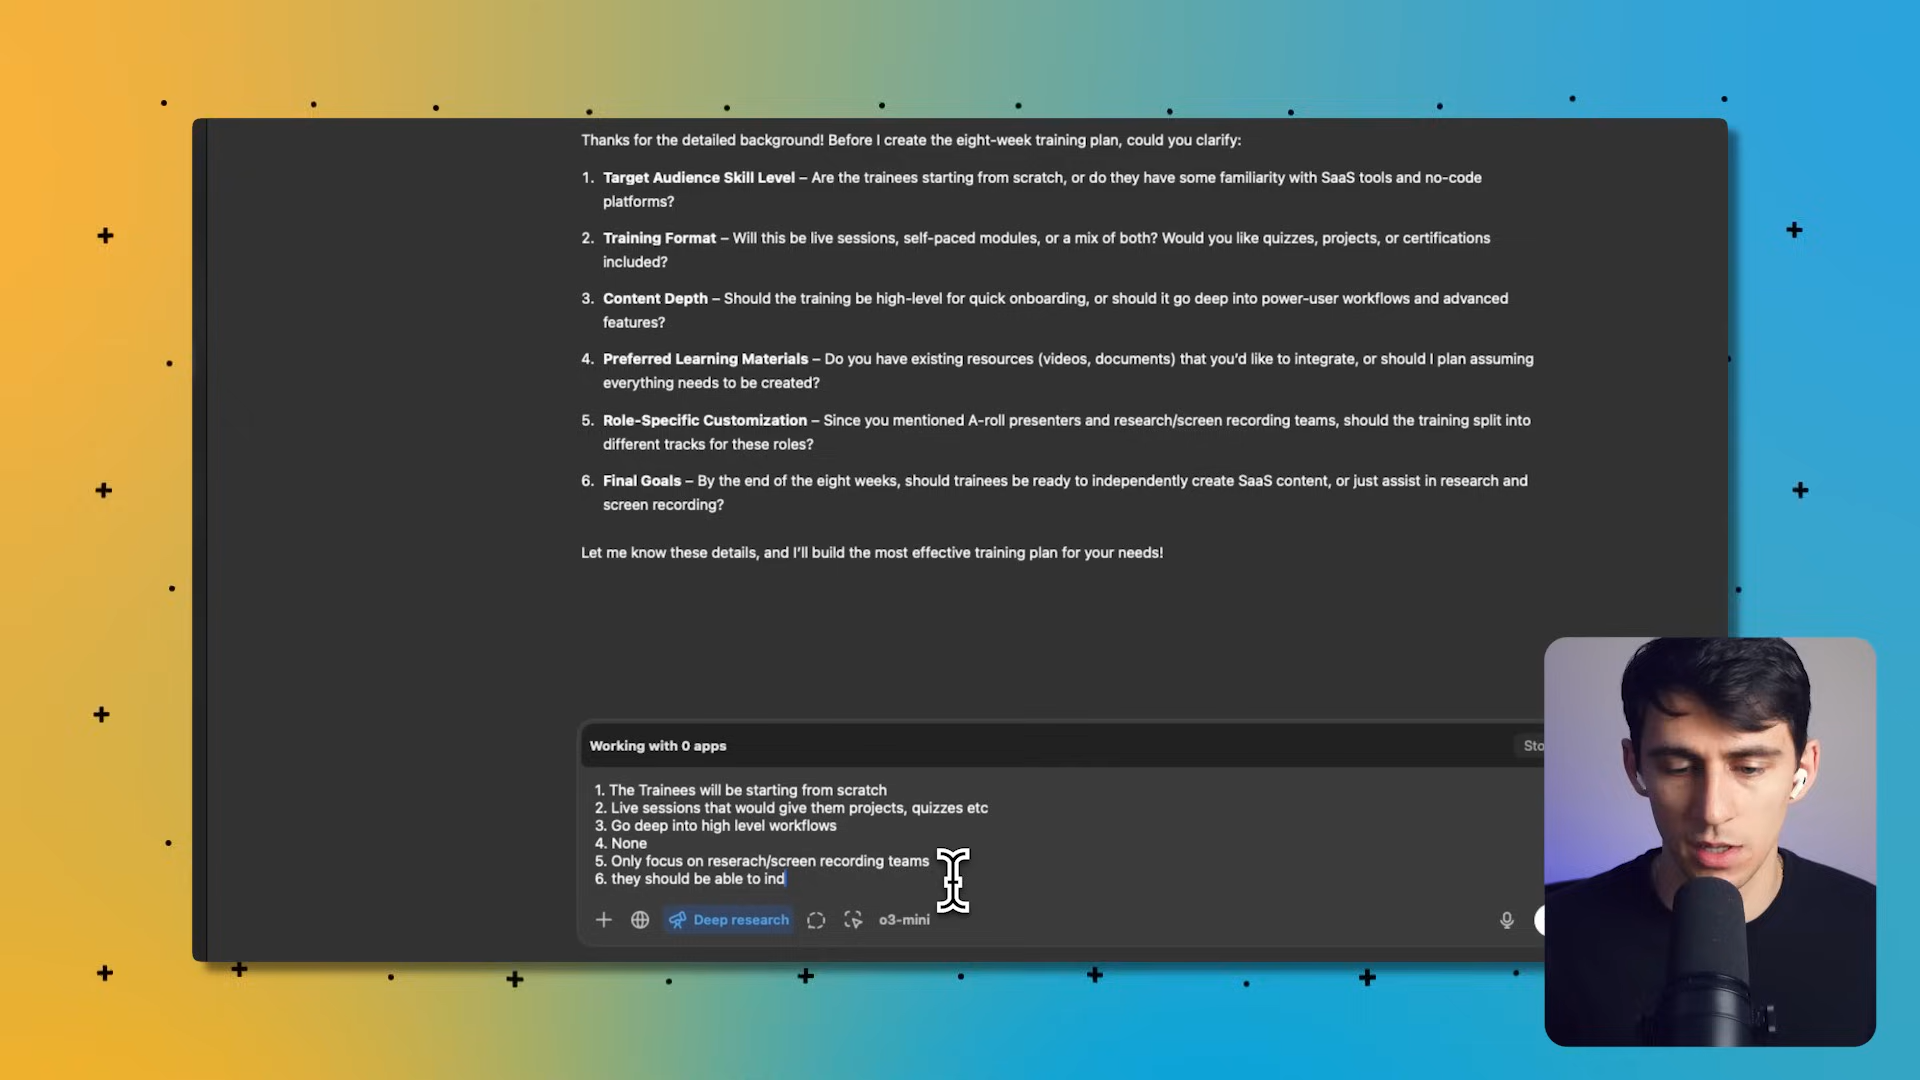 Thanks for the detailed background! Before I create the eight-week training plan, could you clarify:
1. Target Audience Skill Level – Are the trainees starting from scratch, or do they have some familiarity with SaaS tools and no-code
platforms?
2. Training Format – Will this be live sessions, self-paced modules, or a mix of both? Would you like quizzes, projects, or certifications
included?
3. Content Depth – Should the training be high-level for quick onboarding, or should it go deep into power-user workflows and advanced
features?
4. Preferred Learning Materials – Do you have existing resources (videos, documents) that you'd like to integrate, or should I plan assuming
everything needs to be created?
5. Role-Specific Customization – Since you mentioned A-roll presenters and research/screen recording teams, should the training split into
different tracks for these roles?
6. Final Goals – By the end of the eight weeks, should trainees be ready to independently create SaaS content, or just assist in research and
screen recording?
Let me know these details, and I'll build the most effective training plan for your needs!
Working with 0 apps
Sto
1. The Trainees will be starting from scratch
2. Live sessions that would give them projects, quizzes etc
3. Go deep into high level workflows
4. None
5. Only focus on reserach/screen recording teams
6. they should be able to ind
Deep research
o3-mini